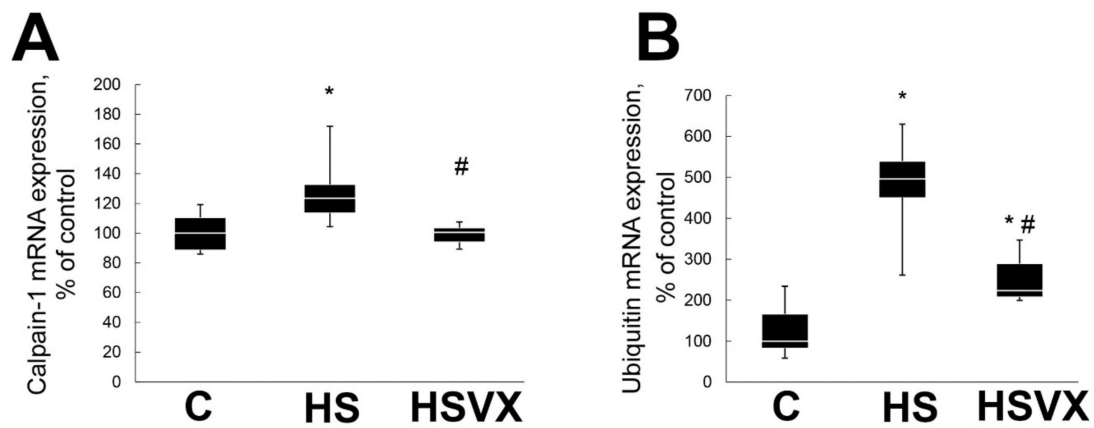 A
Calpain-1 mRNA expression,
% of control
200
180
160
140
120
100
80
60
40
20
0
*
#
C HS HSVX
B
Ubiquitin mRNA expression,
% of control
700
600
500
400
300
200
100
0
*
* #
C HS HSVX